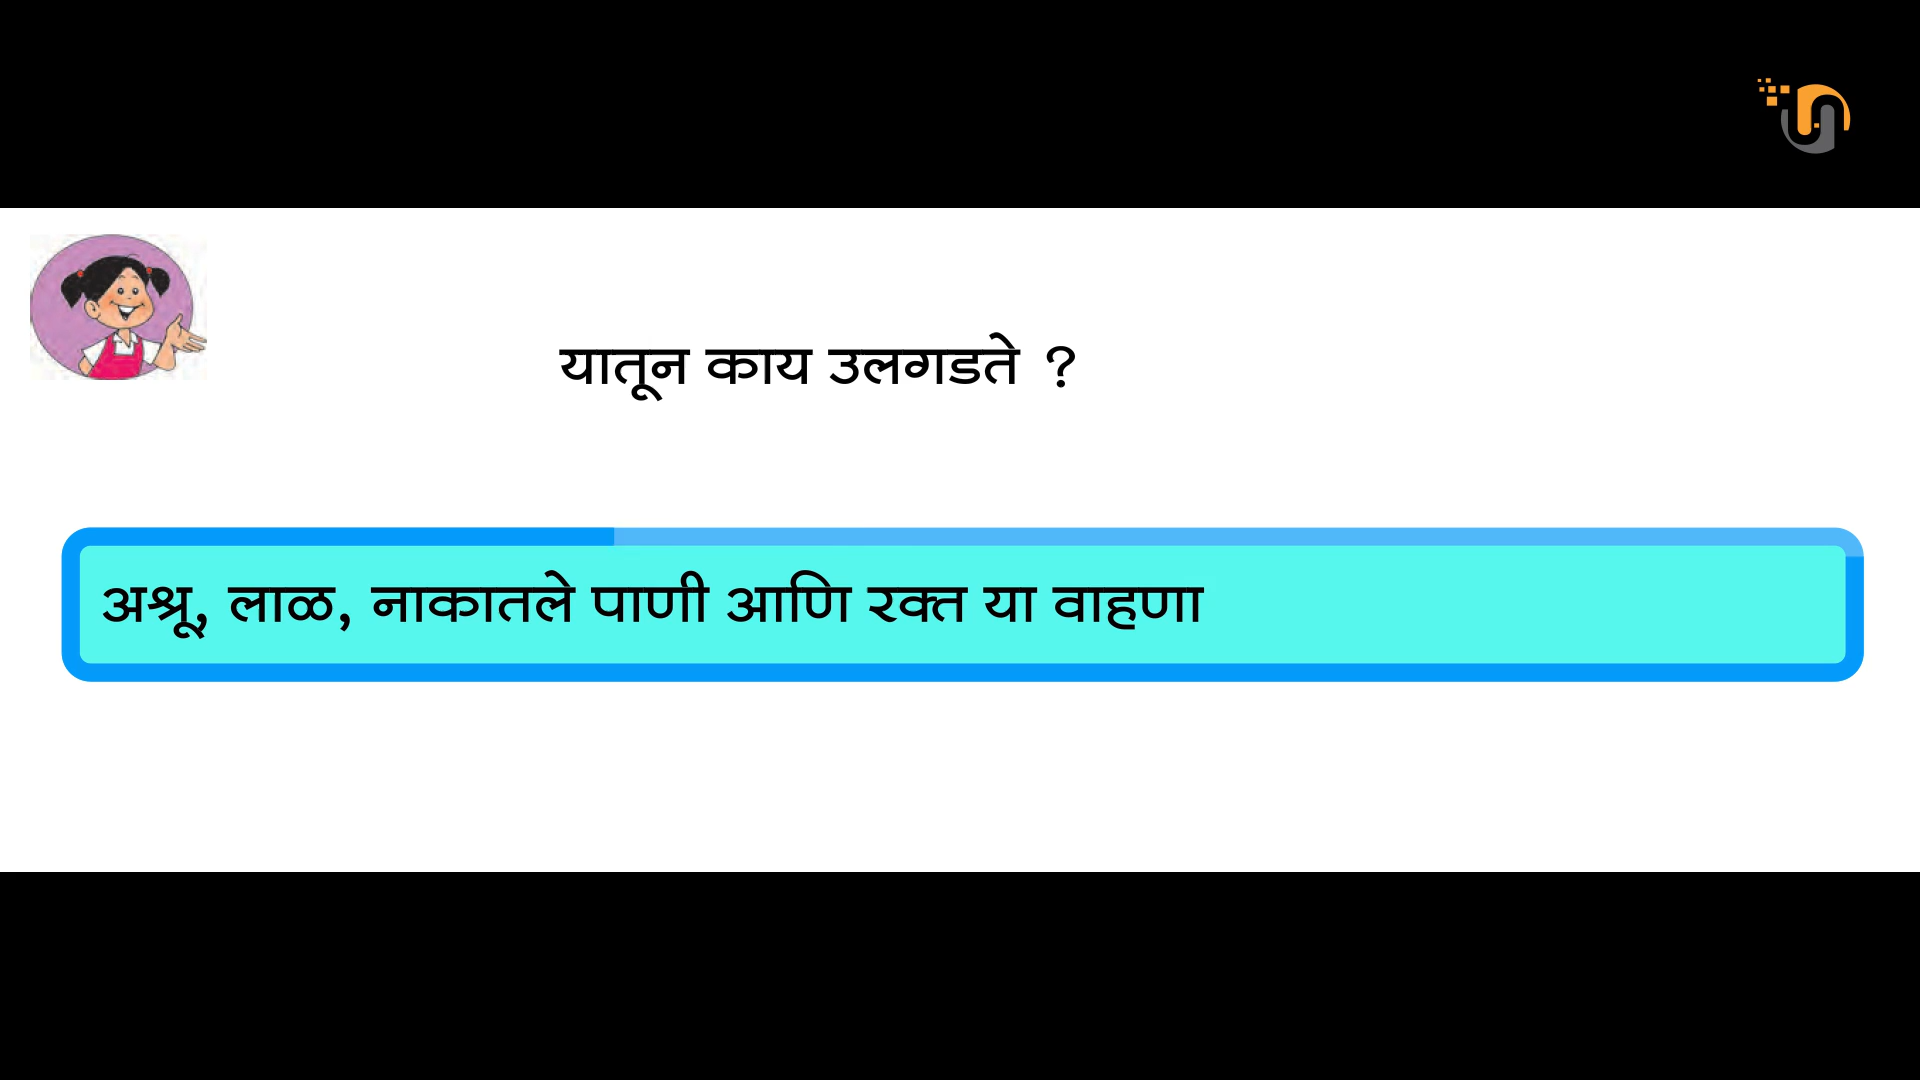 यातून काय उलगडते ?
अश्रू, लाळ, नाकातले पाणी आणि रक्त या वाहणा